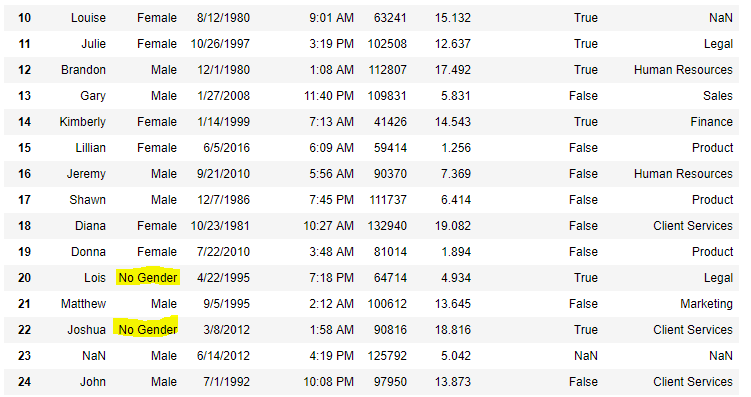 10 Louise Female 8/12/1980 9:01 AM 63241 15.132 True NaN
11 Julie Female 10/26/1997 3:19 PM 102508 12.637 True Legal
12 Brandon Male 12/1/1980 1:08 AM 112807 17.492 True Human Resources
13 Gary Male 1/27/2008 11:40 PM 109831 5.831 False Sales
14 Kimberly Female 1/14/1999 7:13 AM 41426 14.543 True Finance
15 Lillian Female 6/5/2016 6:09 AM 59414 1.256 False Product
16 Jeremy Male 9/21/2010 5:56 AM 90370 7.369 False Human Resources
17 Shawn Male 12/7/1986 7:45 PM 111737 6.414 False Product
18 Diana Female 10/23/1981 10:27 AM 132940 19.082 False Client Services
19 Donna Female 7/22/2010 3:48 AM 81014 1.894 False Product
20 Lois No Gender 4/22/1995 7:18 PM 64714 4.934 True Legal
21 Matthew Male 9/5/1995 2:12 AM 100612 13.645 False Marketing
22 Joshua No Gender 3/8/2012 1:58 AM 90816 18.816 True Client Services
23 NaN Male 6/14/2012 4:19 PM 125792 5.042 NaN NaN
24 John Male 7/1/1992 10:08 PM 97950 13.873 False Client Services